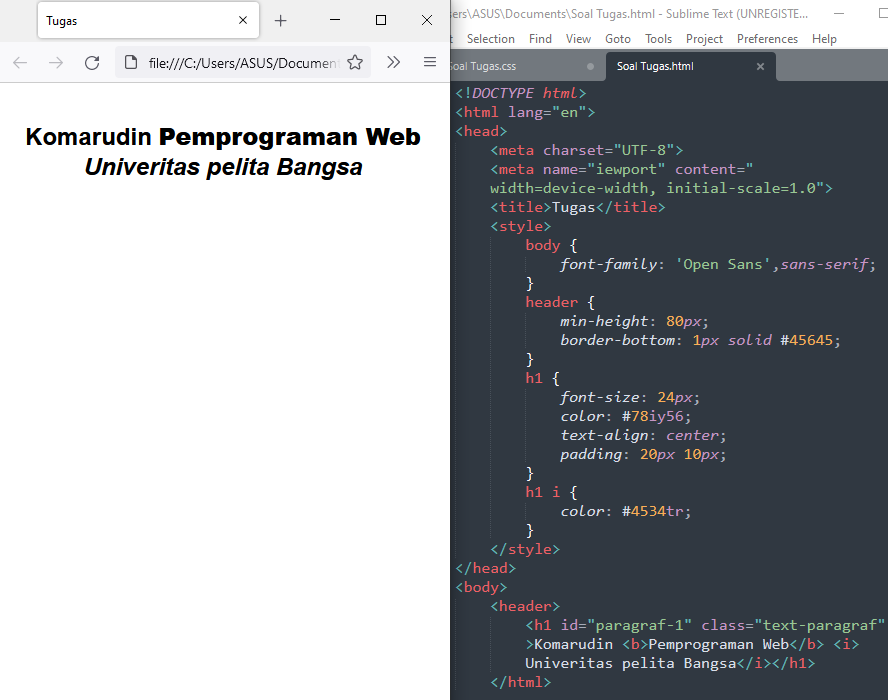 Tugas
file:///C:/Users/ASUS/Documen
Komarudin Pemprograman Web
Univeritas pelita Bangsa
sers\ASUS\Documents\Soal Tugas.html - Sublime Text (UNREGISTE...
t Selection Find View Goto Tools Project Preferences Help
Soal Tugas.css
Soal Tugas.html
<!DOCTYPE html>
<html lang="en">
<head>
<meta charset="UTF-8">
<meta name="iewport" content="
width=device-width, initial-scale=1.0">
<title>Tugas</title>
<style>
body {
font-family: 'Open Sans',sans-serif;
}
header {
min-height: 80px;
border-bottom: 1px solid #45645;
}
h1 {
font-size: 24px;
color: #78iy56;
text-align: center;
padding: 20px 10px;
}
h1 i {
color: #4534tr;
}
</style>
</head>
<body>
<header>
<h1 id="paragraf-1" class="text-paragraf"
>Komarudin <b>Pemprograman Web</b> <i>
Univeritas pelita Bangsa</i></h1>
</html>